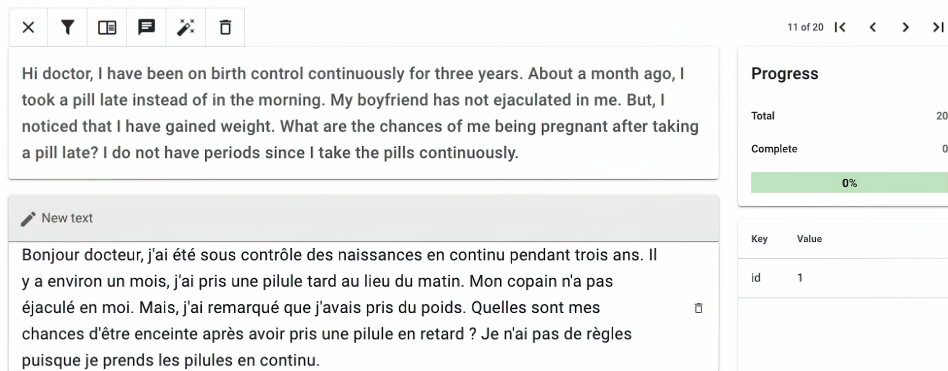 11 of 20
Hi doctor, I have been on birth control continuously for three years. About a month ago, I
took a pill late instead of in the morning. My boyfriend has not ejaculated in me. But, I
noticed that I have gained weight. What are the chances of me being pregnant after taking
a pill late? I do not have periods since I take the pills continuously.
New text
Bonjour docteur, j'ai été sous contrôle des naissances en continu pendant trois ans. Il
y a environ un mois, j'ai pris une pilule tard au lieu du matin. Mon copain n'a pas
éjaculé en moi. Mais, j'ai remarqué que j'avais pris du poids. Quelles sont mes
chances d'être enceinte après avoir pris une pilule en retard ? Je n'ai pas de règles
puisque je prends les pilules en continu.
Progress
Total 20
Complete 0
0%
Key Value
id 1